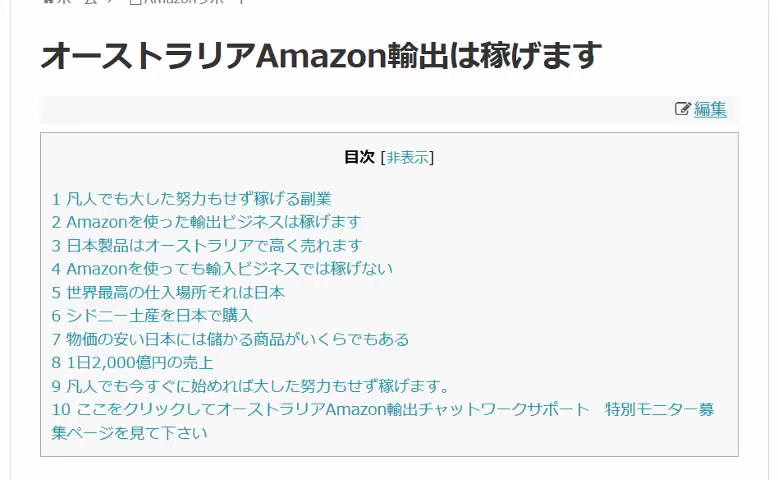 オーストラリアAmazon輸出は稼げます
編集
目次 [非表示]
1 凡人でも大した努力もせず稼げる副業
2 Amazonを使った輸出ビジネスは稼げます
3 日本製品はオーストラリアで高く売れます
4 Amazonを使っても輸入ビジネスでは稼げない
5 世界最高の仕入場所それは日本
6 シドニー土産を日本で購入
7 物価の安い日本には儲かる商品がいくらでもある
8 1日2,000億円の売上
9 凡人でも今すぐに始めれば大した努力もせず稼げます。
10 ここをクリックしてオーストラリアAmazon輸出チャットワークサポート　特別モニター募
集ページを見て下さい